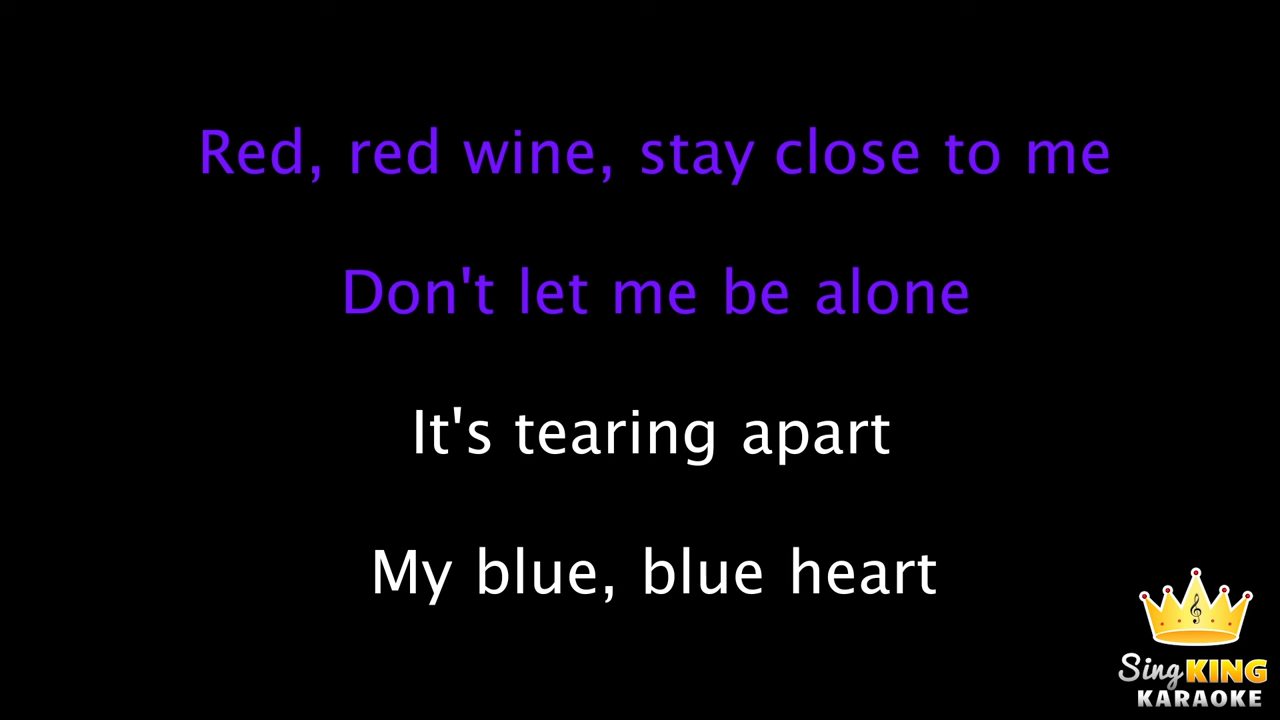 Red, red wine, stay close to me
Don't let me be alone
It's tearing apart
My blue, blue heart
Sing KING
KARAOKE